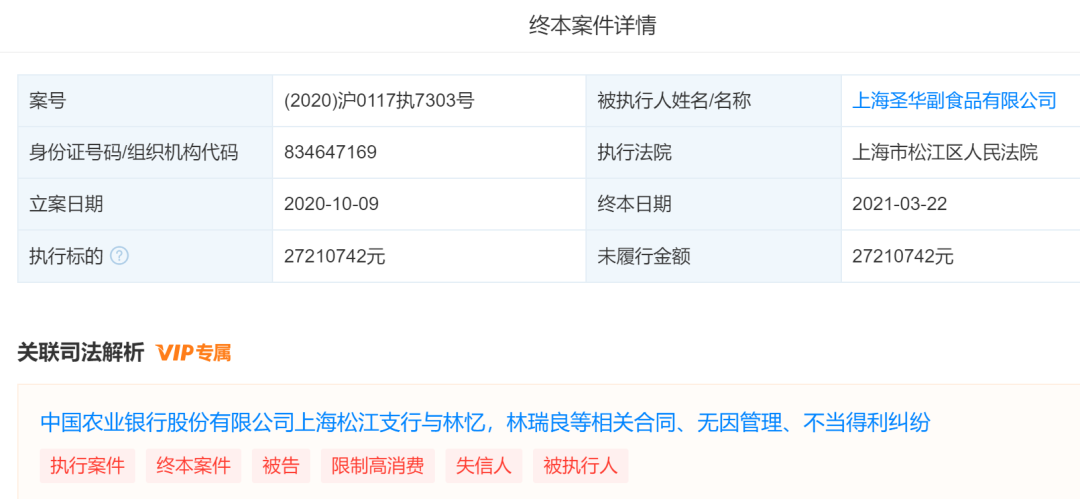 终本案件详情
案号 (2020)沪0117执7303号 被执行人姓名/名称 上海圣华副食品有限公司
身份证号码/组织机构代码 834647169 执行法院 上海市松江区人民法院
立案日期 2020-10-09 终本日期 2021-03-22
执行标的 ? 27210742元 未履行金额 27210742元
关联司法解析 VIP专属
中国农业银行股份有限公司上海松江支行与林忆，林瑞良等相关合同、无因管理、不当得利纠纷
执行案件 终本案件 被告 限制高消费 失信人 被执行人